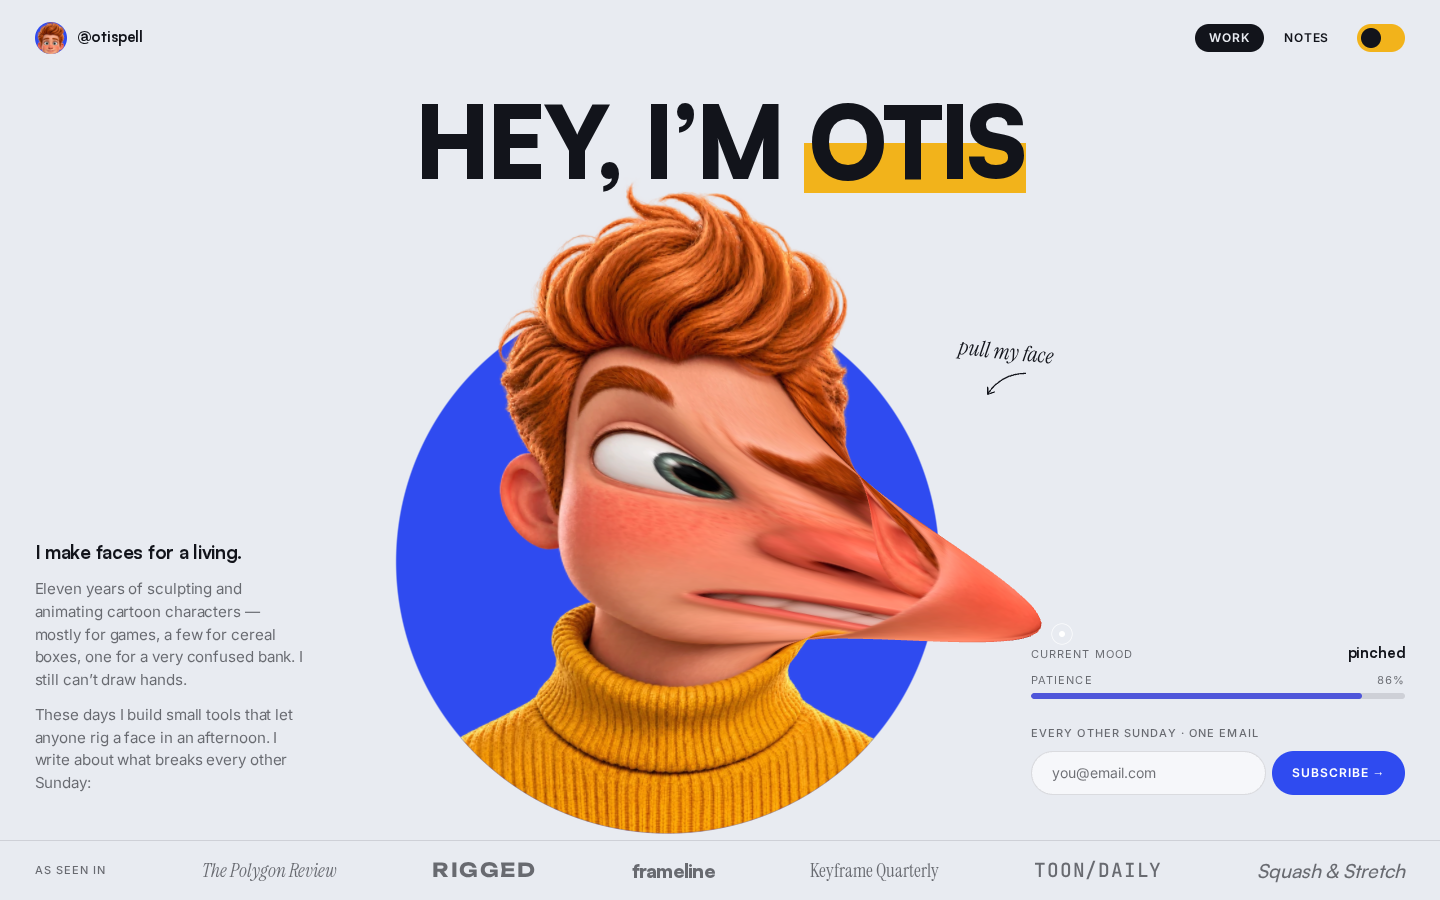 @otispell
WORK
NOTES
HEY, I’M OTIS
pull my face
I make faces for a living.
Eleven years of sculpting and
animating cartoon characters —
mostly for games, a few for cereal
boxes, one for a very confused bank. I
still can’t draw hands.
These days I build small tools that let
anyone rig a face in an afternoon. I
write about what breaks every other
Sunday:
CURRENT MOOD
pinched
PATIENCE
86%
EVERY OTHER SUNDAY · ONE EMAIL
you@email.com
SUBSCRIBE →
AS SEEN IN
The Polygon Review
RIGGED
frameline
Keyframe Quarterly
TOON/DAILY
Squash & Stretch